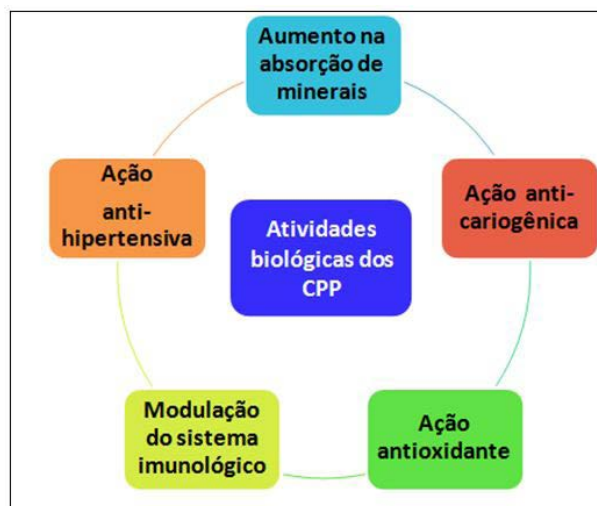 Aumento na
absorção de
minerais
Ação
anti-
hipertensiva
Ação anti-
cariogênica
Atividades
biológicas dos
CPP
Modulação
do sistema
imunológico
Ação
antioxidante